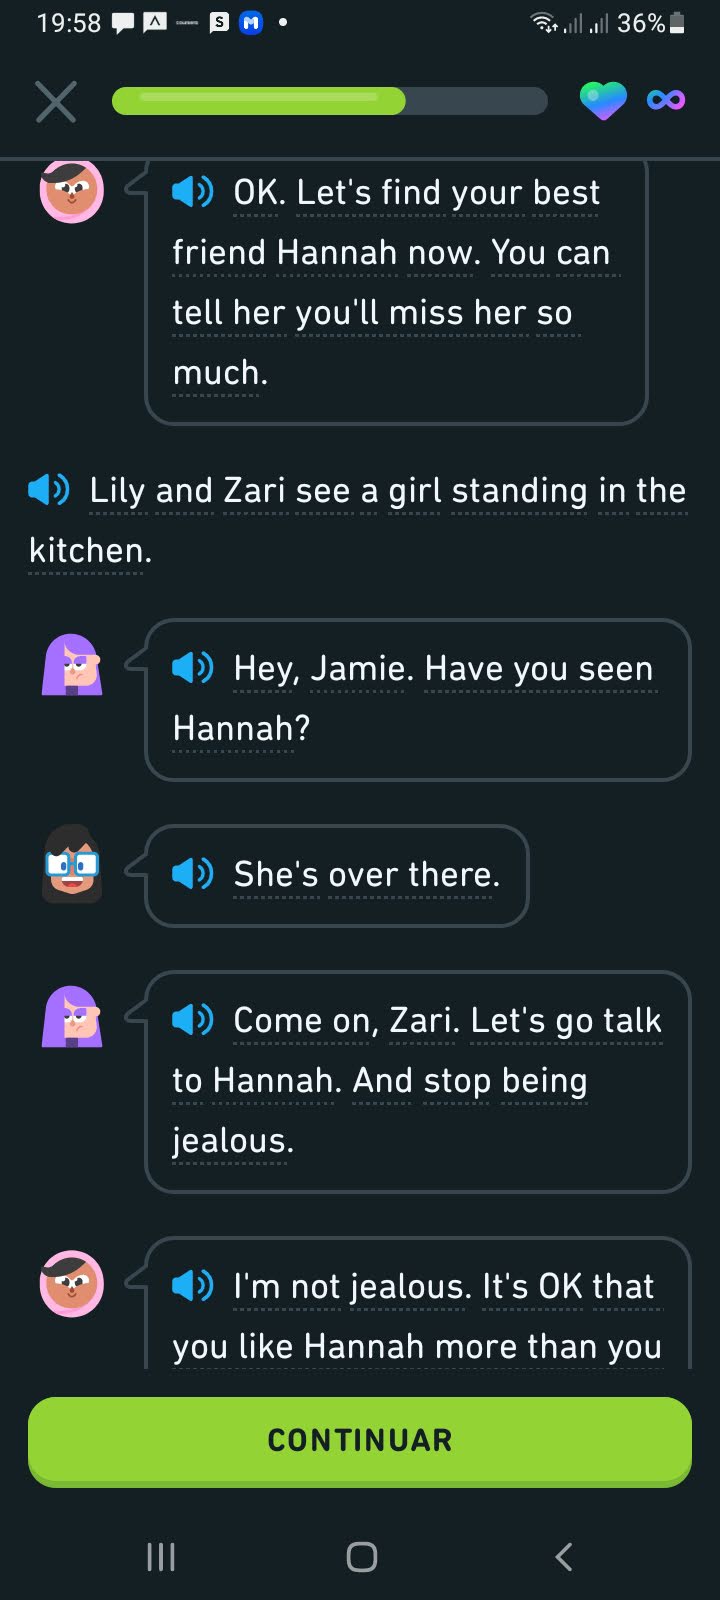 19:58
S
36%
OK. Let's find your best
friend Hannah now. You can
tell her you'll miss her so
much.
Lily and Zari see a girl standing in the
kitchen.
Hey, Jamie. Have you seen
Hannah?
She's over there.
Come on, Zari. Let's go talk
to Hannah. And stop being
jealous.
I'm not jealous. It's OK that
you like Hannah more than you
CONTINUAR